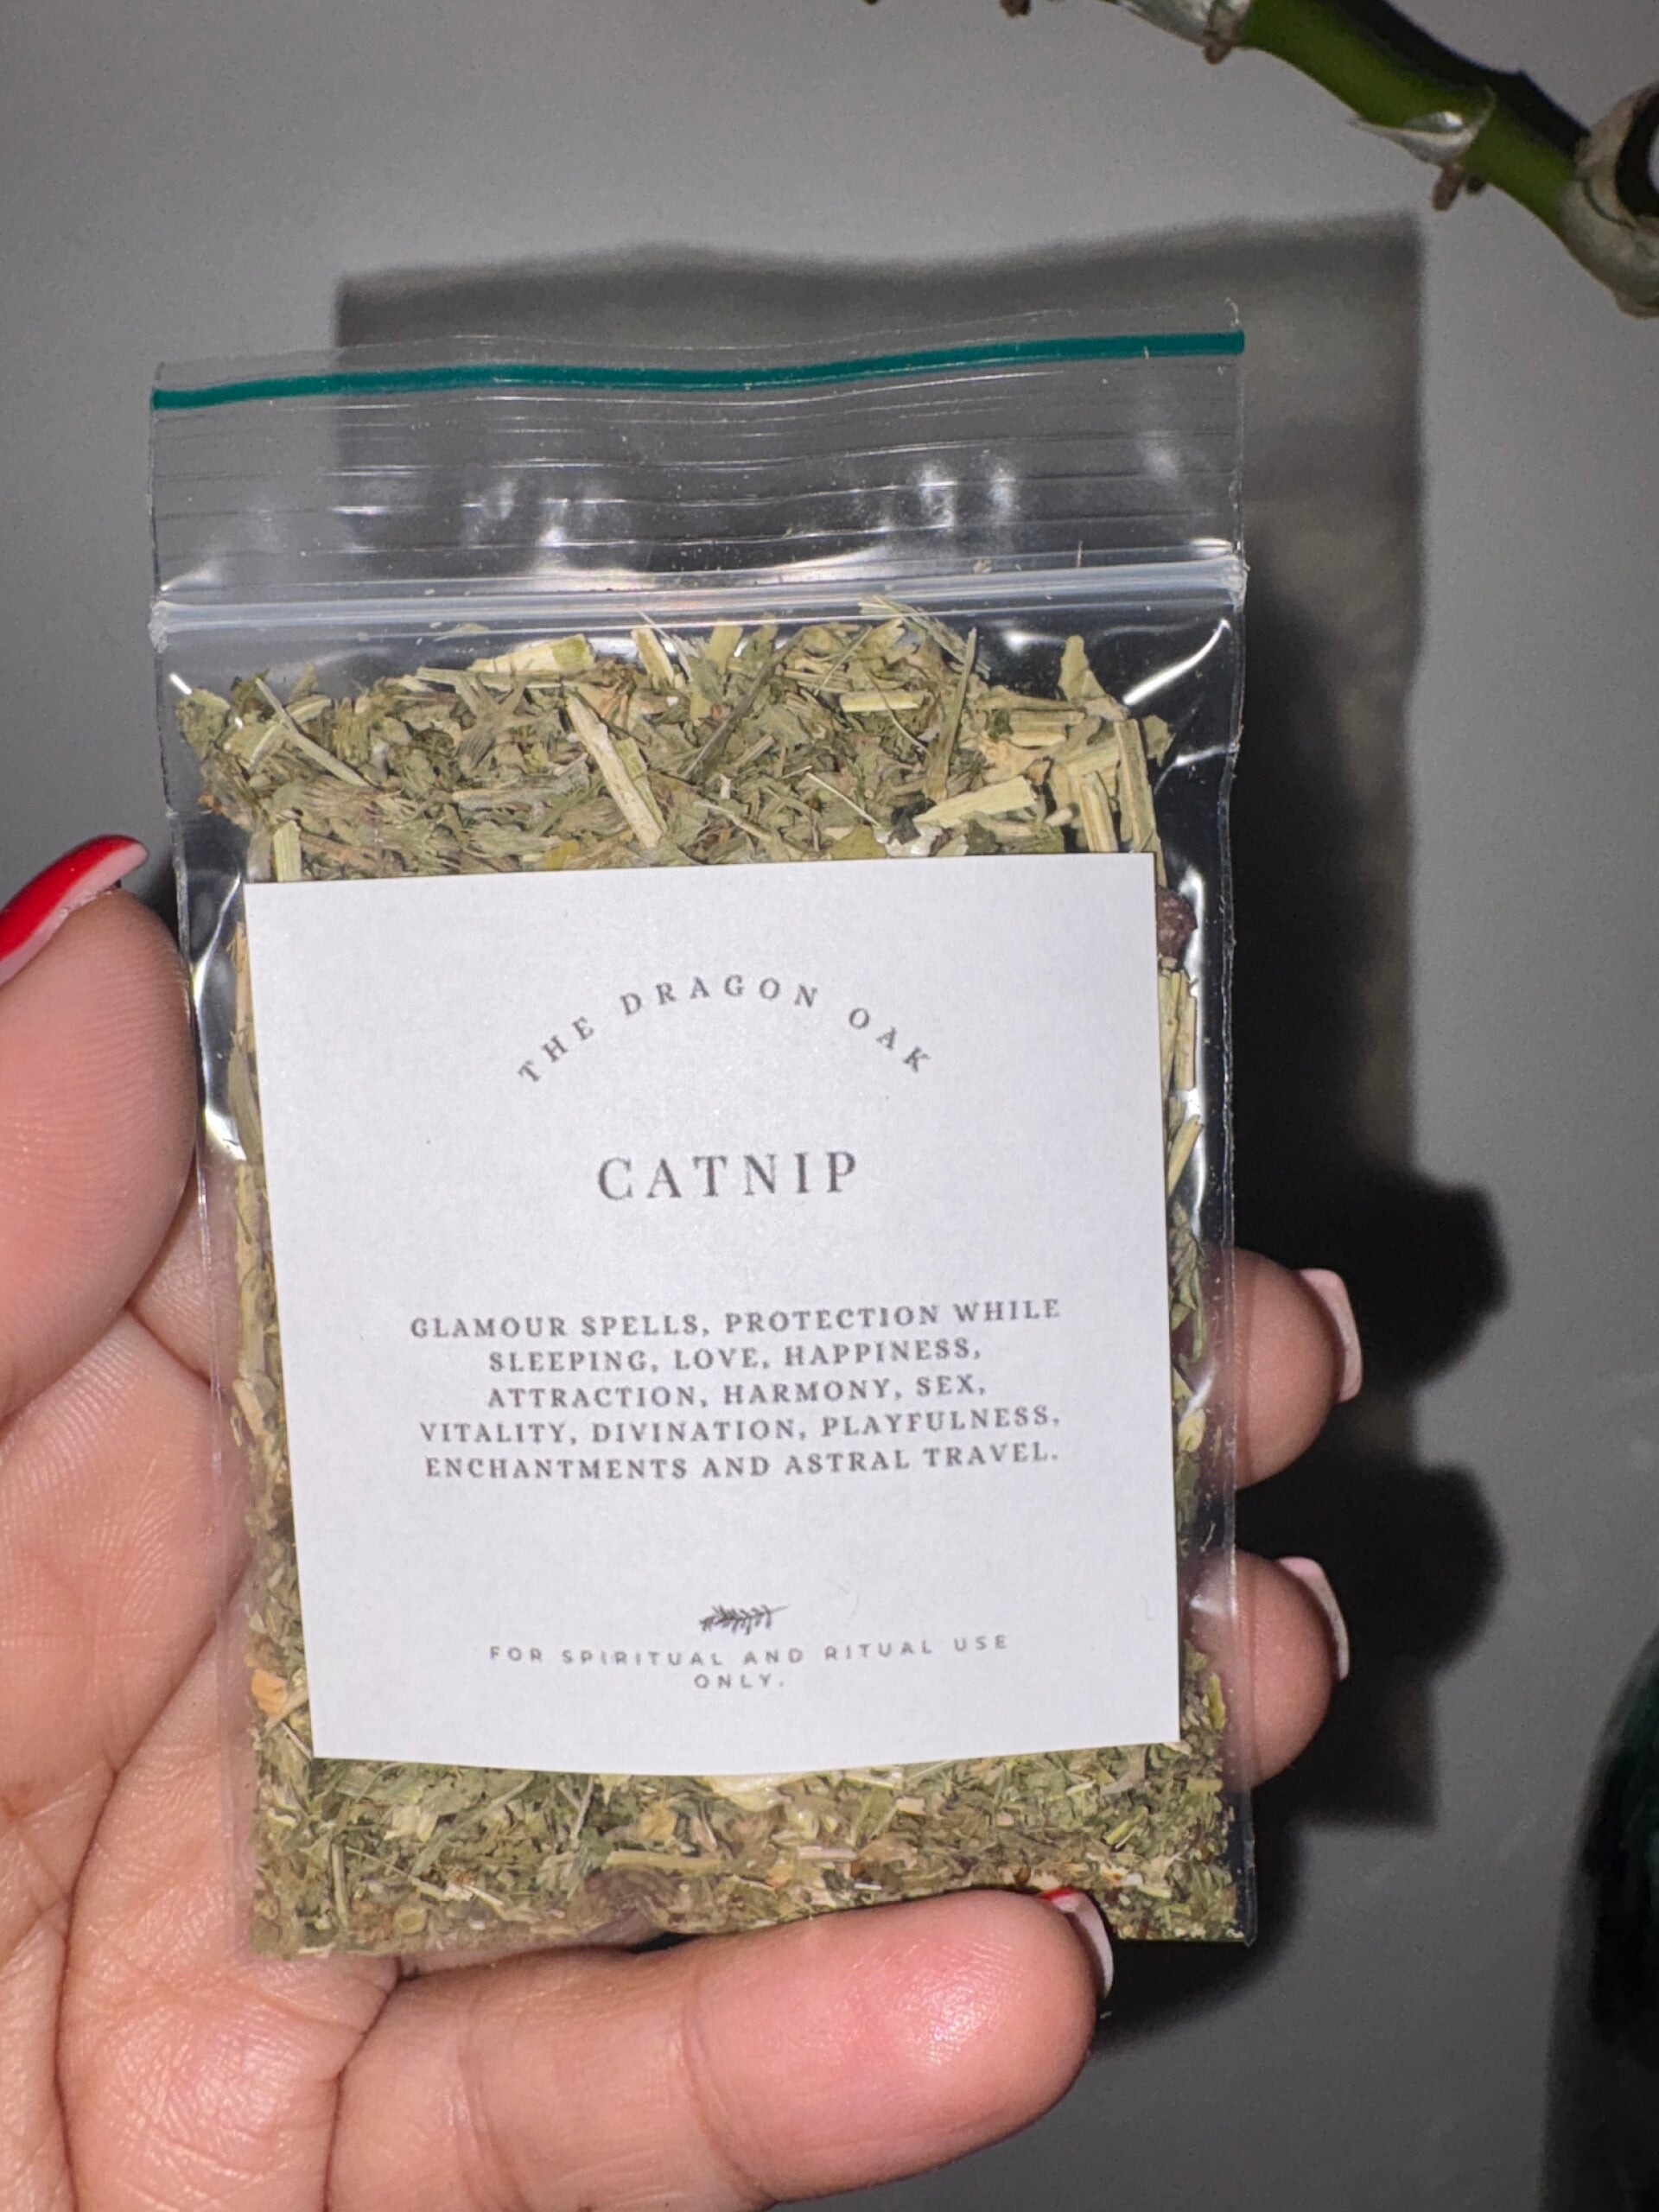 THE DRAGON OAK
CATNIP
GLAMOUR SPELLS, PROTECTION WHILE
SLEEPING, LOVE, HAPPINESS,
ATTRACTION, HARMONY, SEX,
VITALITY, DIVINATION, PLAYFULNESS,
ENCHANTMENTS AND ASTRAL TRAVEL.
FOR SPIRITUAL AND RITUAL USE
ONLY.